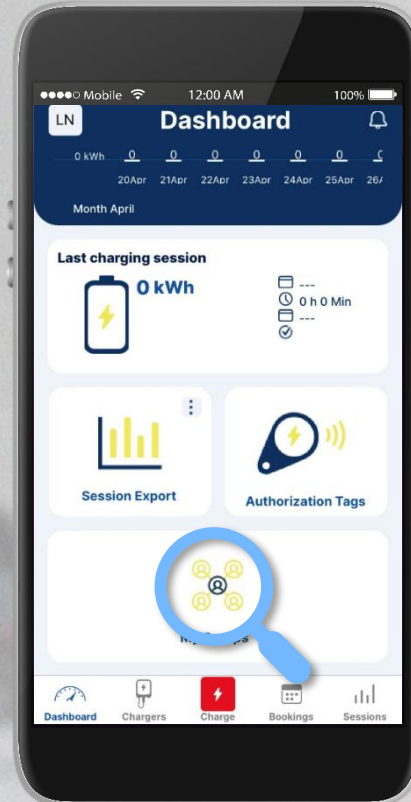 Mobile 12:00 AM 100%
LN Dashboard
0 kWh 0 0 0 0 0 0
20Apr 21Apr 22Apr 23Apr 24Apr 25Apr 26
Month April
Last charging session
0 kWh
---
0 h 0 Min
---
Session Export
Authorization Tags
Dashboard Chargers Charge Bookings Sessions